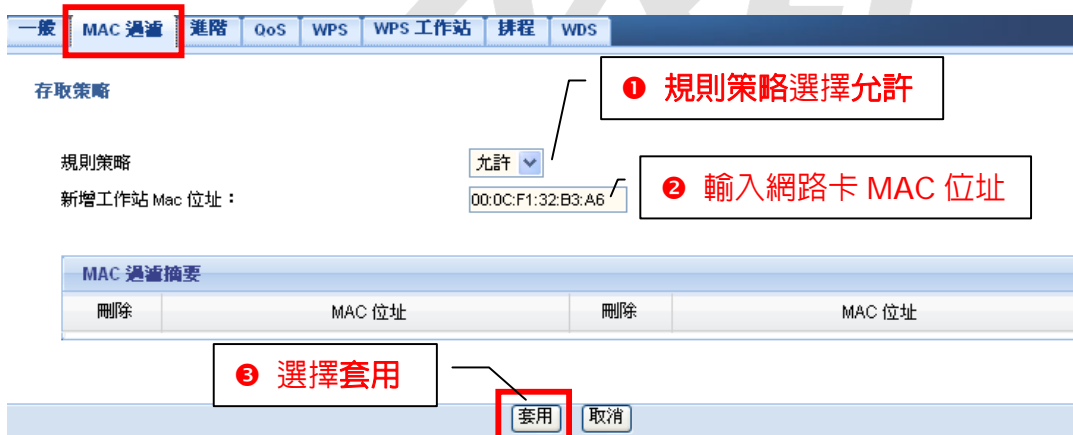 一般 MAC 過濾 進階 QoS WPS WPS 工作站 排程 WDS
存取策略
❶ 規則策略選擇允許
規則策略 允許
新增工作站 Mac 位址： 00:0C:F1:32:B3:A6
❷ 輸入網路卡 MAC 位址
MAC 過濾摘要
刪除 MAC 位址 刪除 MAC 位址
❸ 選擇套用
套用 取消